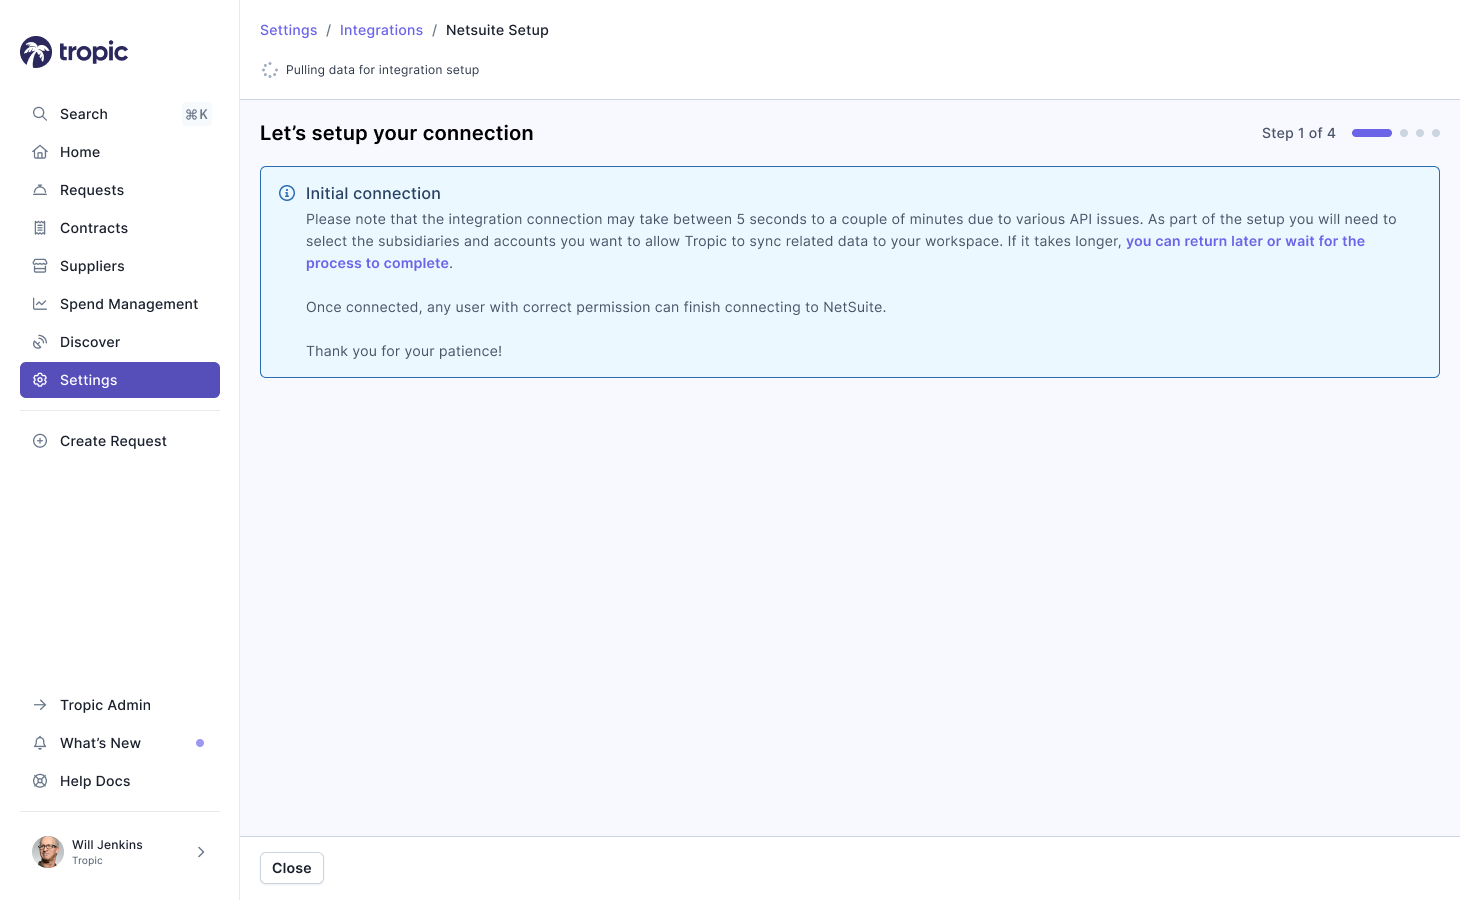 tropic
Search ⌘K
Home
Requests
Contracts
Suppliers
Spend Management
Discover
Settings
Create Request
Tropic Admin
What’s New
Help Docs
Will Jenkins
Tropic
Settings / Integrations / Netsuite Setup
Pulling data for integration setup
Let’s setup your connection
Step 1 of 4
Initial connection
Please note that the integration connection may take between 5 seconds to a couple of minutes due to various API issues. As part of the setup you will need to
select the subsidiaries and accounts you want to allow Tropic to sync related data to your workspace. If it takes longer, you can return later or wait for the
process to complete.
Once connected, any user with correct permission can finish connecting to NetSuite.
Thank you for your patience!
Close